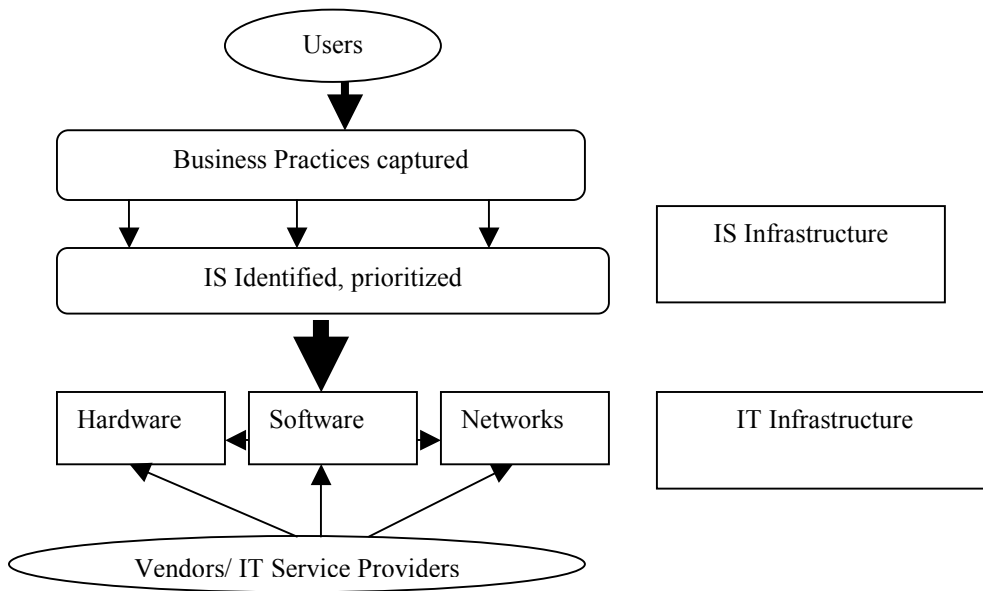 Users
Business Practices captured
IS Infrastructure
IS Identified, prioritized
Hardware
Software
Networks
IT Infrastructure
Vendors/ IT Service Providers